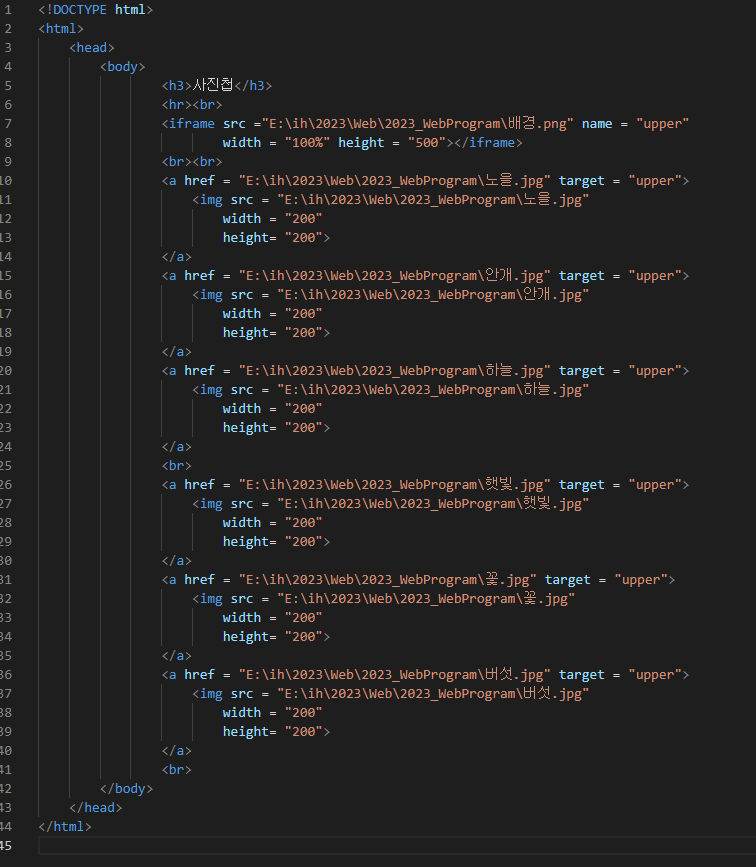 1 <!DOCTYPE html>
2 <html>
3 <head>
4 <body>
5 <h3>사진첩</h3>
6 <hr><br>
7 <iframe src ="E:\ih\2023\Web\2023_WebProgram\배경.png" name = "upper"
8 width = "100%" height = "500"></iframe>
9 <br><br>
10 <a href = "E:\ih\2023\Web\2023_WebProgram\노을.jpg" target = "upper">
11 <img src = "E:\ih\2023\Web\2023_WebProgram\노을.jpg"
12 width = "200"
13 height= "200">
14 </a>
15 <a href = "E:\ih\2023\Web\2023_WebProgram\안개.jpg" target = "upper">
16 <img src = "E:\ih\2023\Web\2023_WebProgram\안개.jpg"
17 width = "200"
18 height= "200">
19 </a>
20 <a href = "E:\ih\2023\Web\2023_WebProgram\하늘.jpg" target = "upper">
21 <img src = "E:\ih\2023\Web\2023_WebProgram\하늘.jpg"
22 width = "200"
23 height= "200">
24 </a>
25 <br>
26 <a href = "E:\ih\2023\Web\2023_WebProgram\햇빛.jpg" target = "upper">
27 <img src = "E:\ih\2023\Web\2023_WebProgram\햇빛.jpg"
28 width = "200"
29 height= "200">
30 </a>
31 <a href = "E:\ih\2023\Web\2023_WebProgram\꽃.jpg" target = "upper">
32 <img src = "E:\ih\2023\Web\2023_WebProgram\꽃.jpg"
33 width = "200"
34 height= "200">
35 </a>
36 <a href = "E:\ih\2023\Web\2023_WebProgram\버섯.jpg" target = "upper">
37 <img src = "E:\ih\2023\Web\2023_WebProgram\버섯.jpg"
38 width = "200"
39 height= "200">
40 </a>
41 <br>
42 </body>
43 </head>
44 </html>
45